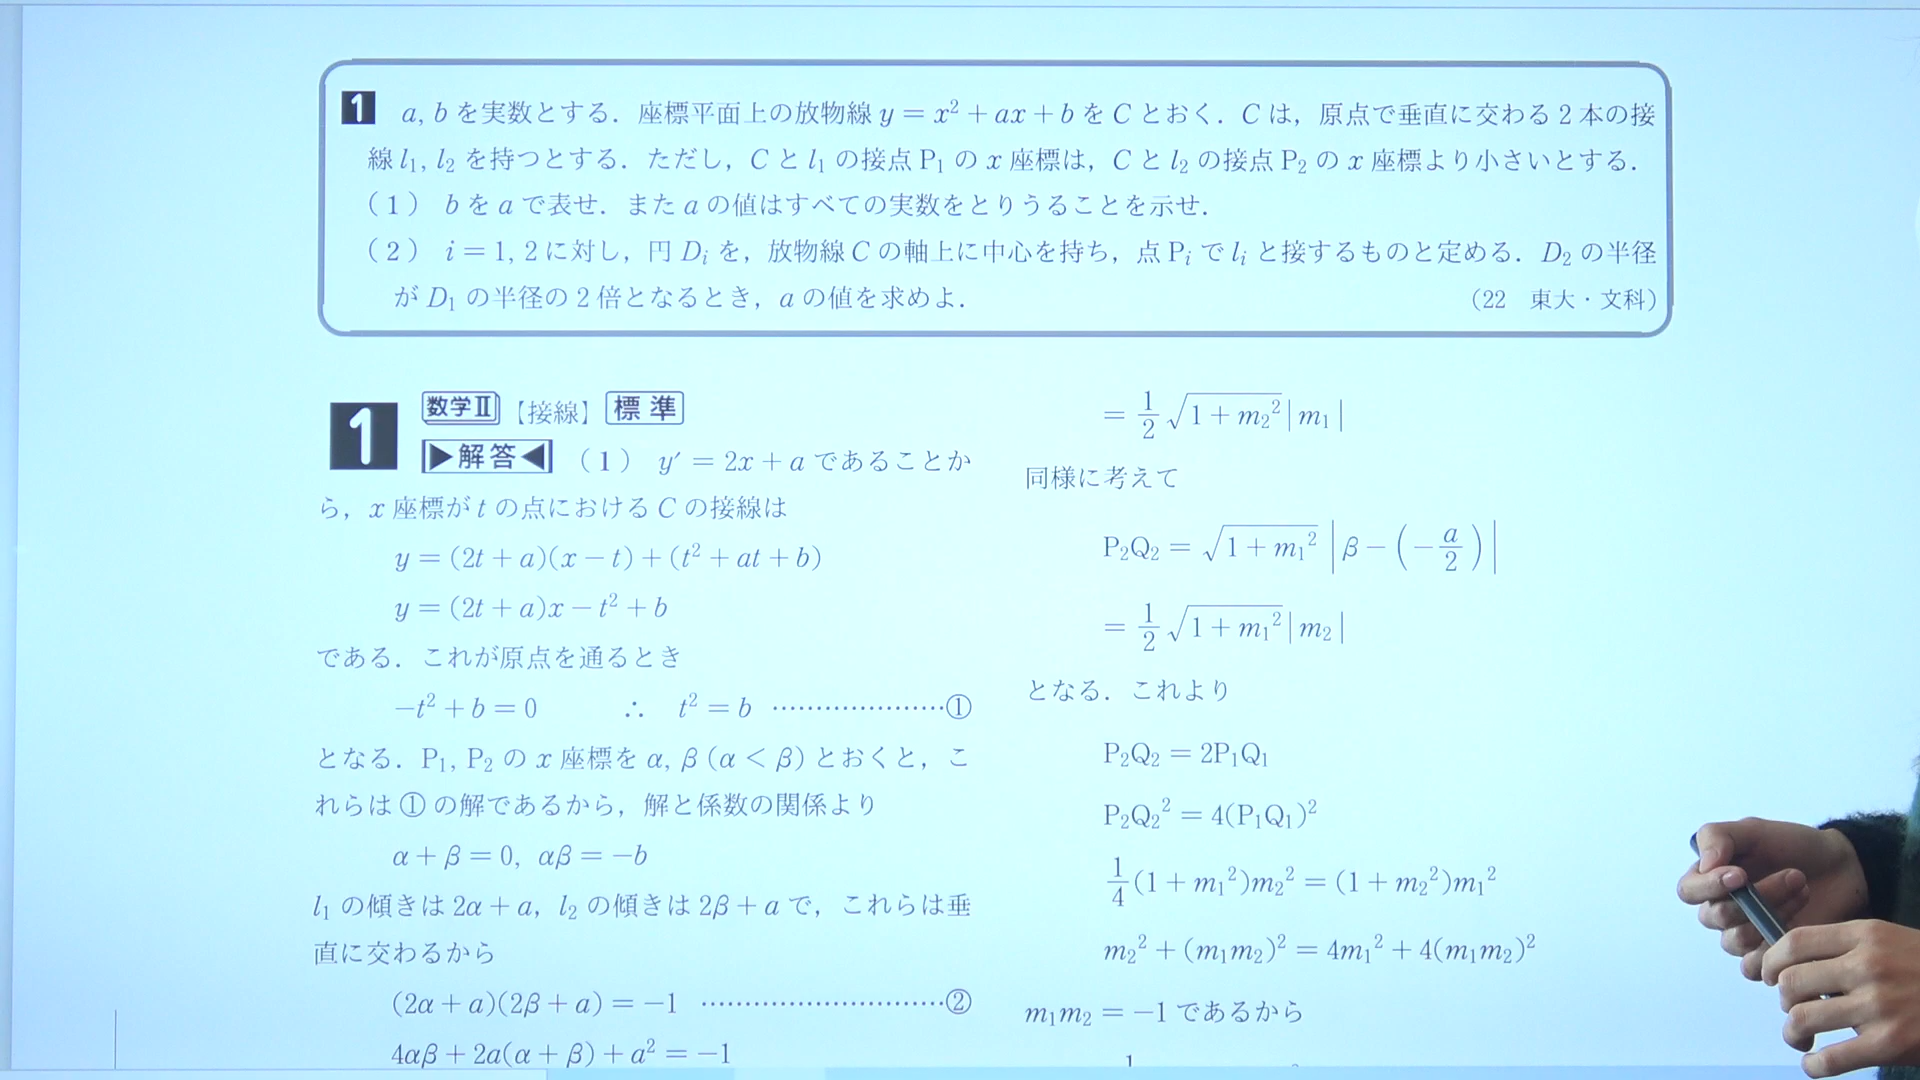 1 a, b を実数とする．座標平面上の放物線 y = x² + ax + b を C とおく．C は，原点で垂直に交わる 2 本の接
線 l₁, l₂ を持つとする．ただし，C と l₁ の接点 P₁ の x 座標は，C と l₂ の接点 P₂ の x 座標より小さいとする．
（1） b を a で表せ．また a の値はすべての実数をとりうることを示せ．
（2） i = 1, 2 に対し，円 Dᵢ を，放物線 C の軸上に中心を持ち，点 Pᵢ で lᵢ と接するものと定める．D₂ の半径
が D₁ の半径の 2 倍となるとき，a の値を求めよ．
（22　東大・文科）
1 数学Ⅱ 【接線】 標準
▶解答◀ （1） y′ = 2x + a であることか
ら，x 座標が t の点における C の接線は
y = (2t + a)(x − t) + (t² + at + b)
y = (2t + a)x − t² + b
である．これが原点を通るとき
−t² + b = 0 ∴ t² = b ⋯⋯⋯⋯⋯⋯⋯①
となる．P₁, P₂ の x 座標を α, β (α < β) とおくと，こ
れらは ① の解であるから，解と係数の関係より
α + β = 0, αβ = −b
l₁ の傾きは 2α + a，l₂ の傾きは 2β + a で，これらは垂
直に交わるから
(2α + a)(2β + a) = −1 ⋯⋯⋯⋯⋯⋯⋯⋯⋯②
4αβ + 2a(α + β) + a² = −1
= 1/2 √(1 + m₂²) | m₁ |
同様に考えて
P₂Q₂ = √(1 + m₁²) | β − (−a/2) |
= 1/2 √(1 + m₁²) | m₂ |
となる．これより
P₂Q₂ = 2P₁Q₁
P₂Q₂² = 4(P₁Q₁)²
1/4 (1 + m₁²)m₂² = (1 + m₂²)m₁²
m₂² + (m₁m₂)² = 4m₁² + 4(m₁m₂)²
m₁m₂ = −1 であるから